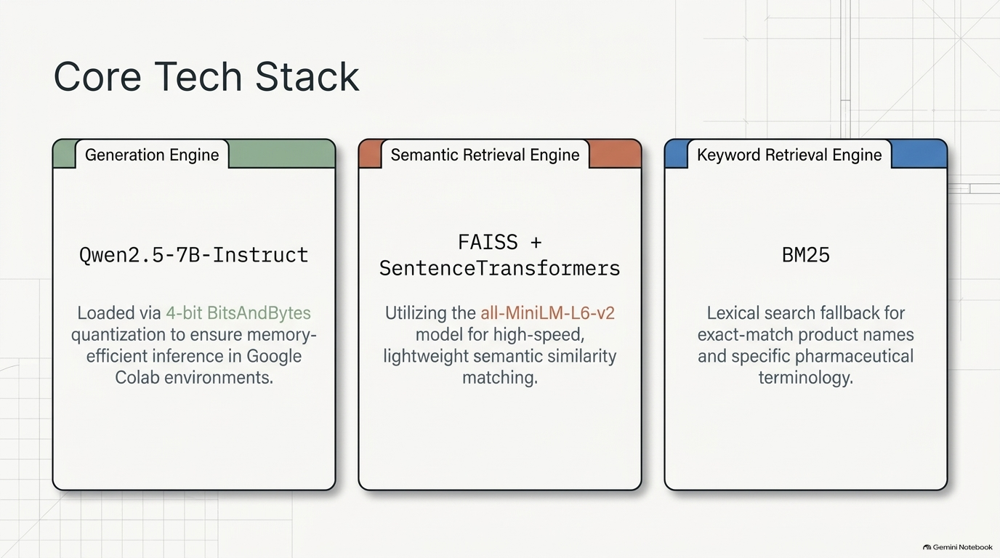 Core Tech Stack
Generation Engine
Qwen2.5-7B-Instruct
Loaded via 4-bit BitsAndBytes
quantization to ensure memory-
efficient inference in Google
Colab environments.
Semantic Retrieval Engine
FAISS +
SentenceTransformers
Utilizing the all-MiniLM-L6-v2
model for high-speed,
lightweight semantic similarity
matching.
Keyword Retrieval Engine
BM25
Lexical search fallback for
exact-match product names
and specific pharmaceutical
terminology.
Gemini Notebook